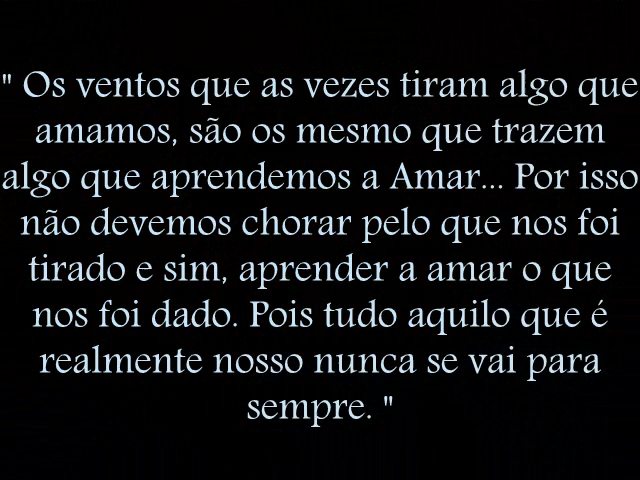 " Os ventos que as vezes tiram algo que
amamos, são os mesmo que trazem
algo que aprendemos a Amar... Por isso
não devemos chorar pelo que nos foi
tirado e sim, aprender a amar o que
nos foi dado. Pois tudo aquilo que é
realmente nosso nunca se vai para
sempre. "